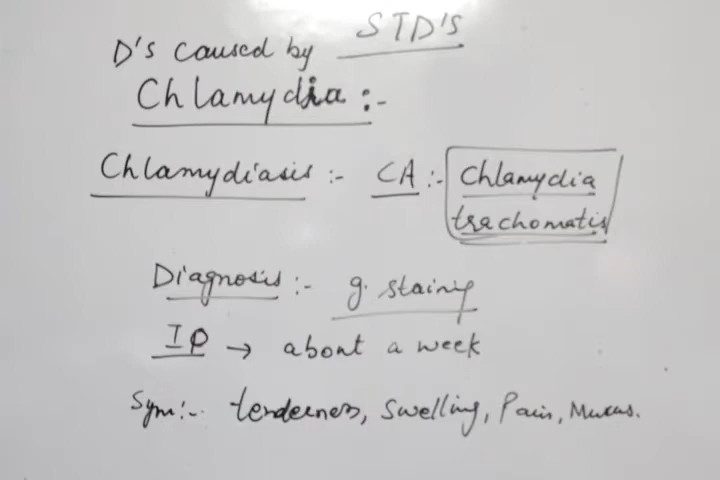 STD'S
D's caused by
Chlamydia:-
Chlamydiasis :- CA:- Chlamydia
trachomatis
Diagnosis:- g. staining
IP → about a week
Sym:- tenderness, swelling, Pain, Mucus.